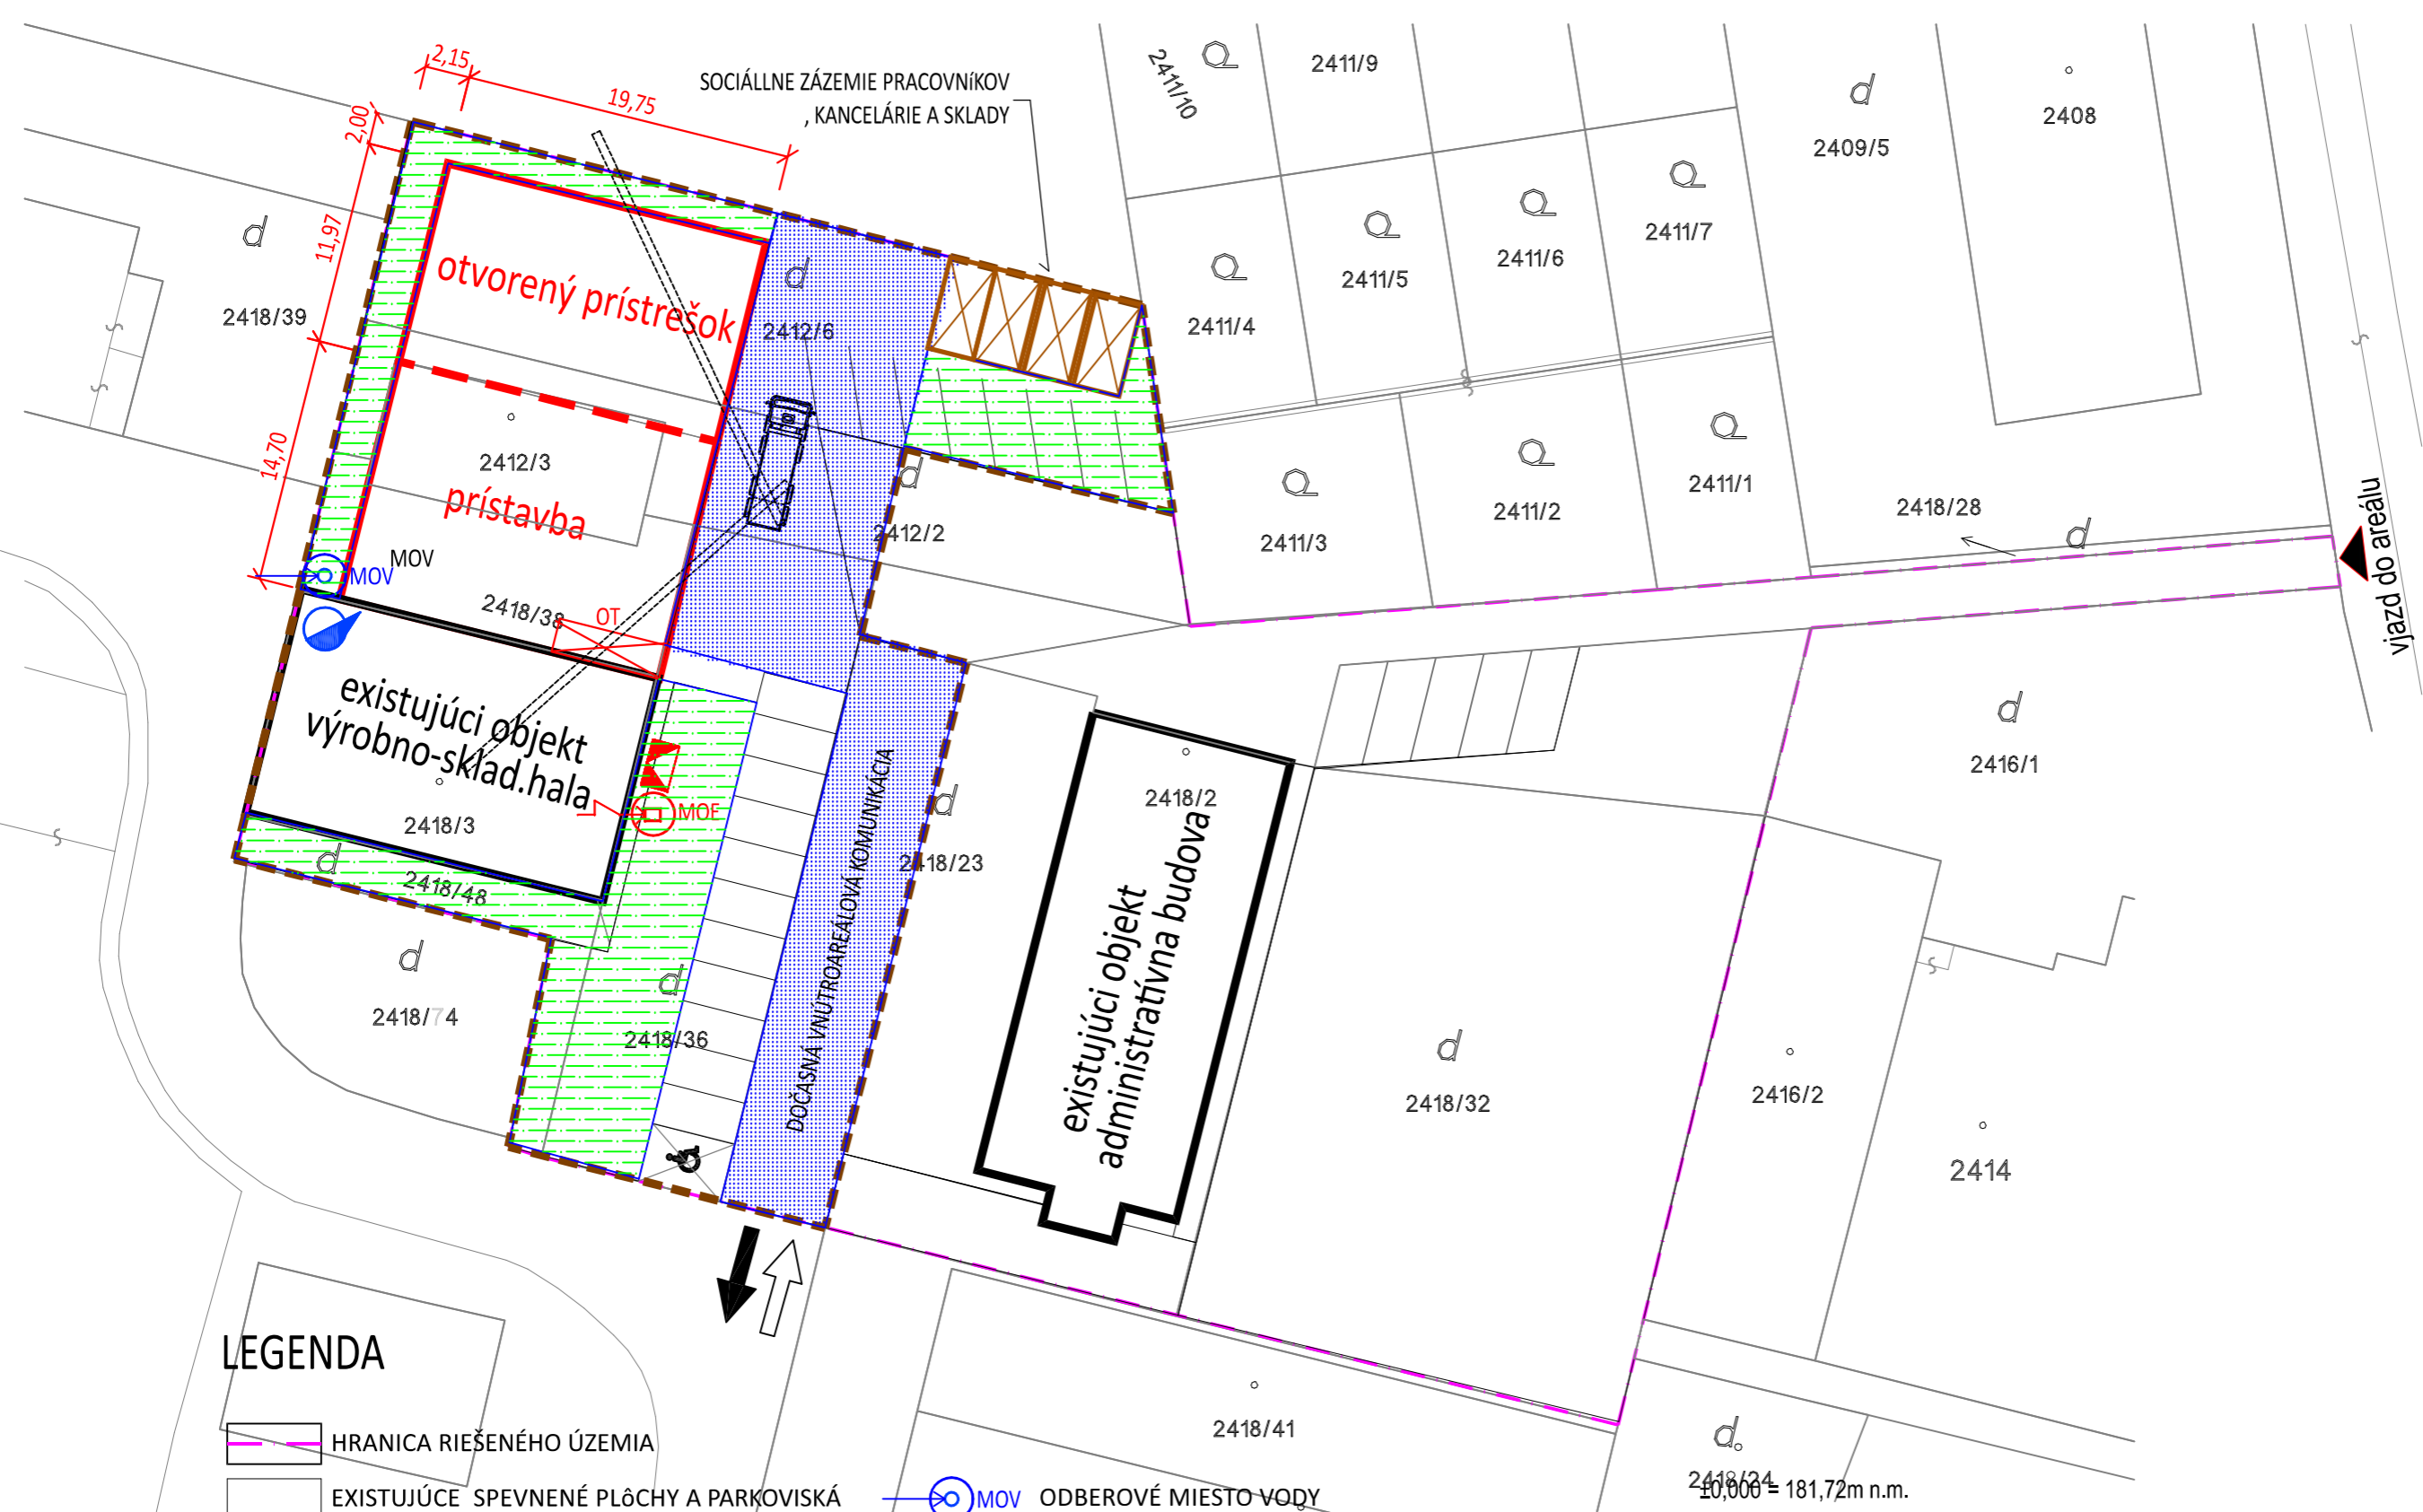 2,15
19,75
2,00
11,97
14,70
SOCIÁLLNE ZÁZEMIE PRACOVNíKOV
, KANCELÁRIE A SKLADY
2411/10
2411/9
2409/5
2408
2411/7
2411/6
2411/5
2411/4
2418/39
otvorený prístrešok
2412/6
2412/3
prístavba
2412/2
2411/3
2411/2
2411/1
2418/28
vjazd do areálu
MOV
MOV
2418/38
OT
existujúci objekt
výrobno-sklad.hala
2418/3
MOE
2418/48
2418/74
2418/36
DOČASNÁ VNÚTROAREÁLOVÁ KOMUNIKÁCIA
2418/23
2418/2
existujúci objekt
administratívna budova
2416/1
2418/32
2416/2
2414
2418/41
2418/24
±0,000 = 181,72m n.m.
LEGENDA
HRANICA RIEŠENÉHO ÚZEMIA
EXISTUJÚCE SPEVNENÉ PLôCHY A PARKOVISKÁ
MOV ODBEROVÉ MIESTO VODY